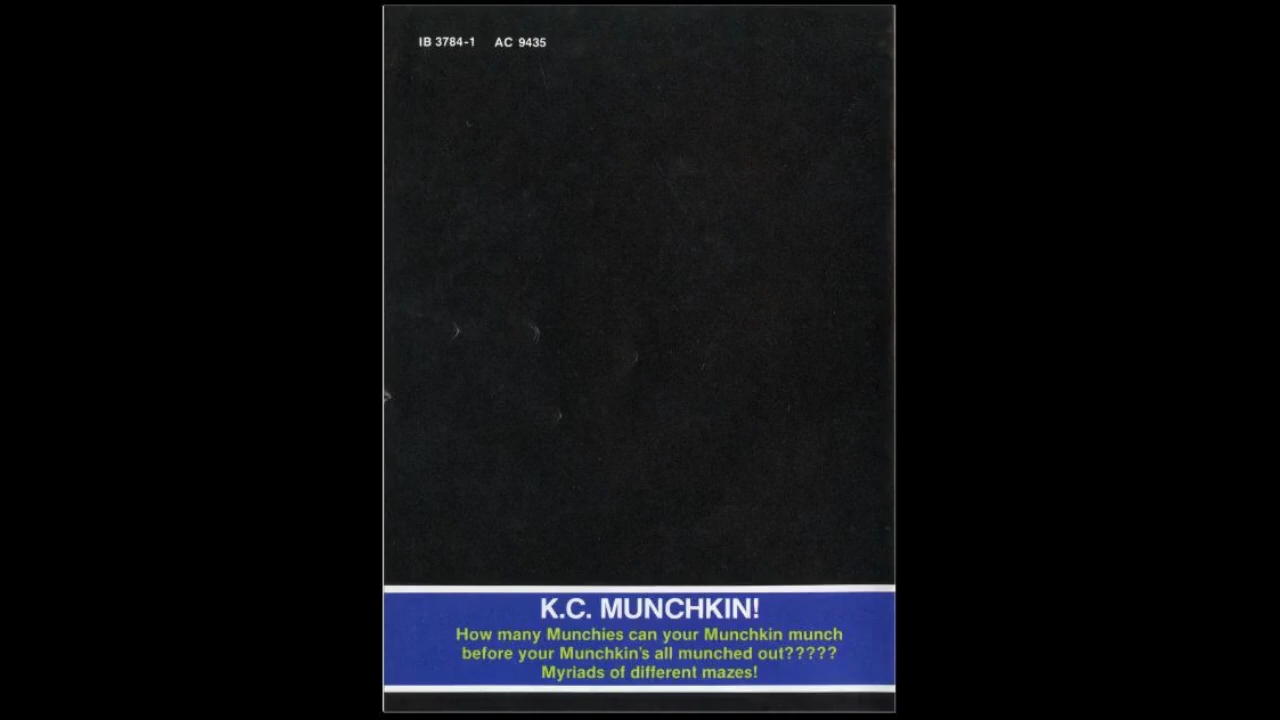 IB 3784-1 AC 9435
K.C. MUNCHKIN!
How many Munchies can your Munchkin munch
before your Munchkin's all munched out?????
Myriads of different mazes!